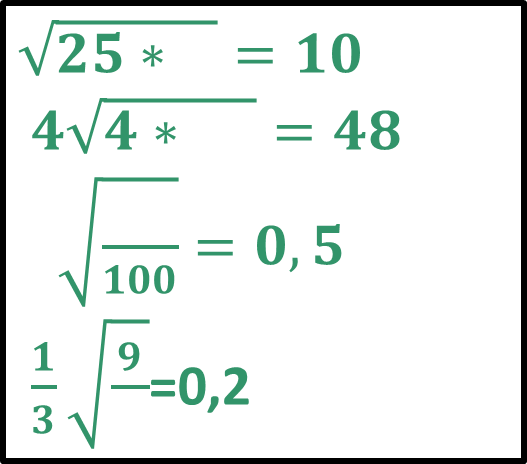 √25 * = 10
4√4 * = 48
√ /100 = 0, 5
1/3 √9/ =0,2